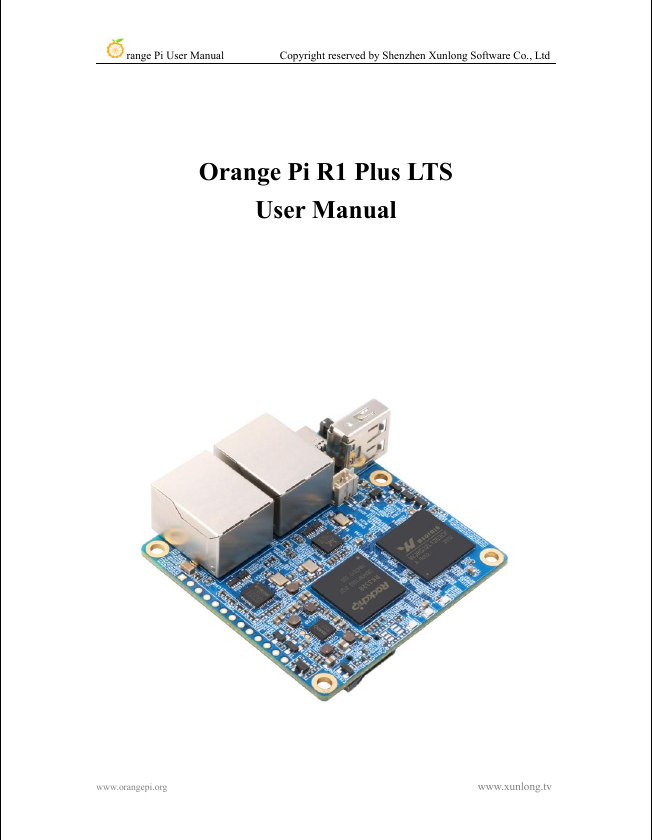 range Pi User Manual Copyright reserved by Shenzhen Xunlong Software Co., Ltd
Orange Pi R1 Plus LTS
User Manual
Rockchip
www.orangepi.org www.xunlong.tv